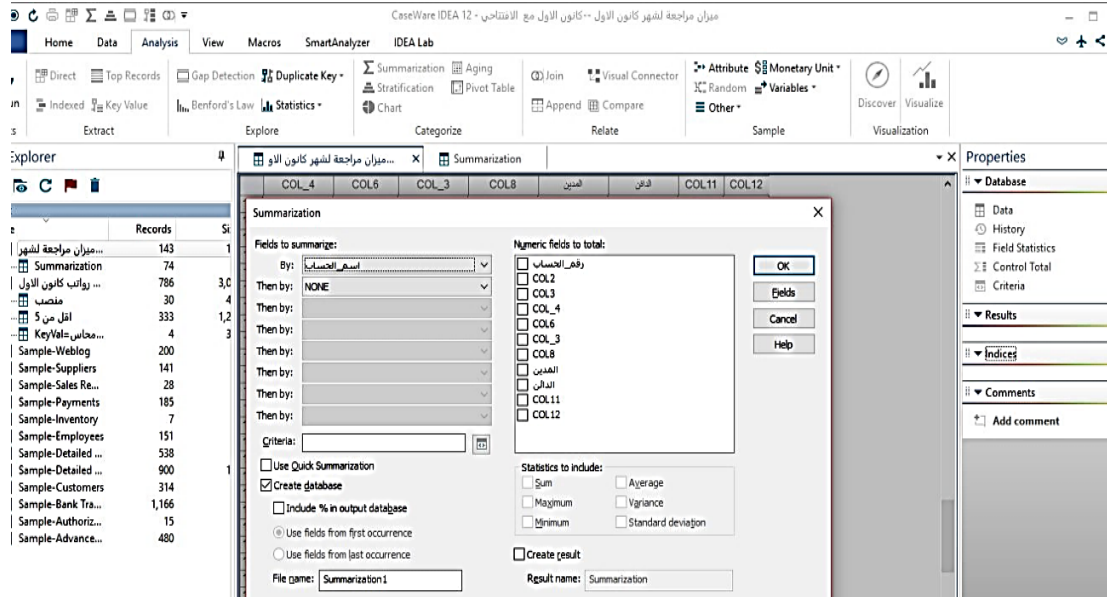 ميزان مراجعة لشهر كانون الاول --كانون الاول مع الافتتاحي - CaseWare IDEA 12
Home Data Analysis View Macros SmartAnalyzer IDEA Lab
Direct Top Records Gap Detection Duplicate Key Summarization Aging Join Visual Connector Attribute Monetary Unit
Stratification Pivot Table Random Variables Discover Visualize
Indexed Key Value Benford's Law Statistics Chart Append Compare Other
Extract Explore Categorize Relate Sample Visualization
Explorer
ميزان مراجعة لشهر كانون الاو... Summarization
Properties
COL_4 COL6 COL_3 COL8 المدين الدائن COL11 COL12
Records
ميزان مراجعة لشهر... 143
Summarization 74
رواتب كانون الاول ... 786 3,0
منصب 30 4
اقل من 5 333 1,2
KeyVal=محاس... 4 3
Sample-Weblog 200
Sample-Suppliers 141
Sample-Sales Re... 28
Sample-Payments 185
Sample-Inventory 7
Sample-Employees 151
Sample-Detailed ... 538
Sample-Detailed ... 900 1
Sample-Customers 314
Sample-Bank Tra... 1,166
Sample-Authoriz... 15
Sample-Advance... 480
Summarization
Fields to summarize:
By: اسم_الحساب
Then by: NONE
Then by:
Then by:
Then by:
Then by:
Then by:
Then by:
Criteria:
Use Quick Summarization
Create database
Include % in output database
Use fields from first occurrence
Use fields from last occurrence
File name: Summarization1
Numeric fields to total:
رقم_الحساب
COL2
COL3
COL_4
COL6
COL_3
COL8
المدين
الدائن
COL11
COL12
Statistics to include:
Sum Average
Maximum Variance
Minimum Standard deviation
Create result
Result name: Summarization
OK
Fields
Cancel
Help
Database
Data
History
Field Statistics
Control Total
Criteria
Results
Indices
Comments
Add comment